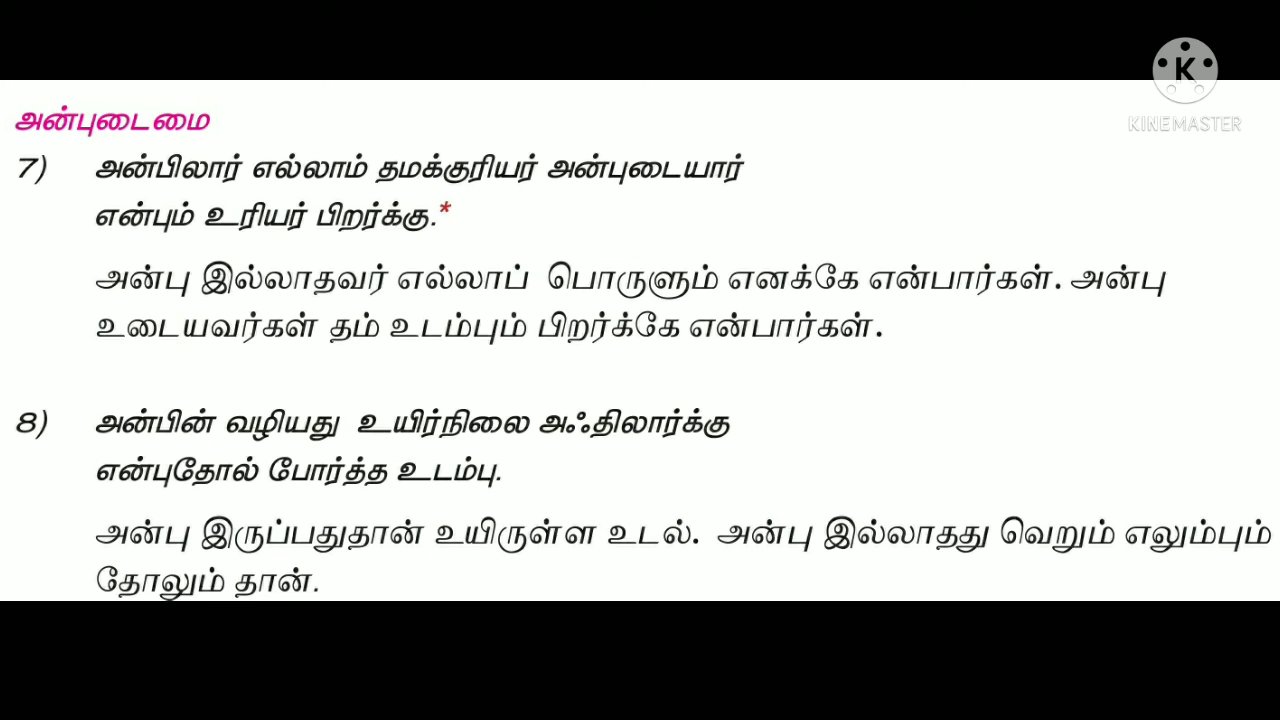 KINEMASTER
அன்புடைமை
7) அன்பிலார் எல்லாம் தமக்குரியர் அன்புடையார்
என்பும் உரியர் பிறர்க்கு.*
அன்பு இல்லாதவர் எல்லாப் பொருளும் எனக்கே என்பார்கள். அன்பு
உடையவர்கள் தம் உடம்பும் பிறர்க்கே என்பார்கள்.
8) அன்பின் வழியது உயிர்நிலை அஃதிலார்க்கு
என்புதோல் போர்த்த உடம்பு.
அன்பு இருப்பதுதான் உயிருள்ள உடல். அன்பு இல்லாதது வெறும் எலும்பும்
தோலும் தான்.